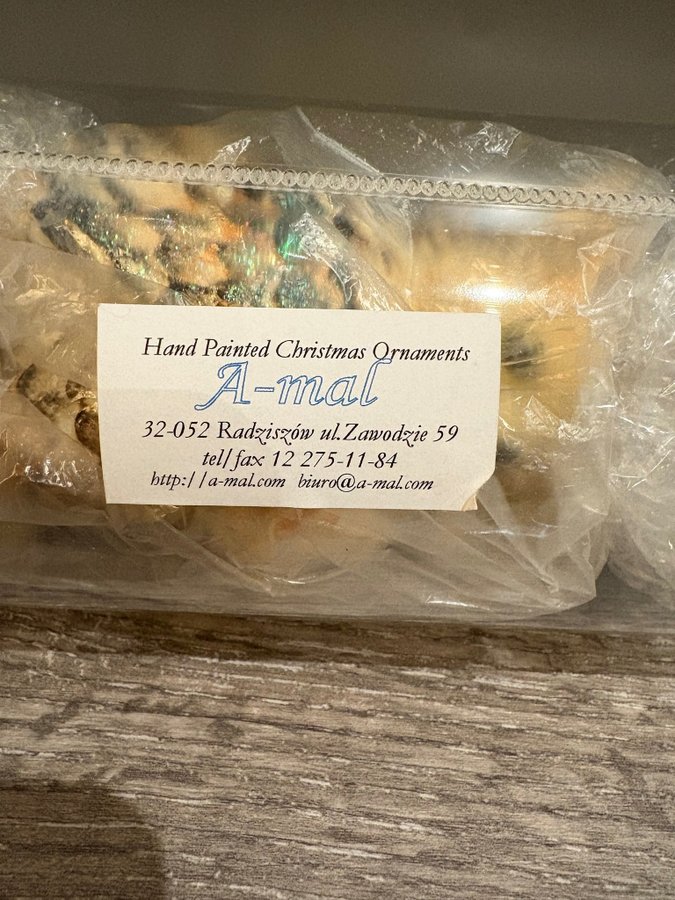 Hand Painted Christmas Ornaments
A-mal
32-052 Radziszów ul.Zawodzie 59
tel/fax 12 275-11-84
http://a-mal.com biuro@a-mal.com